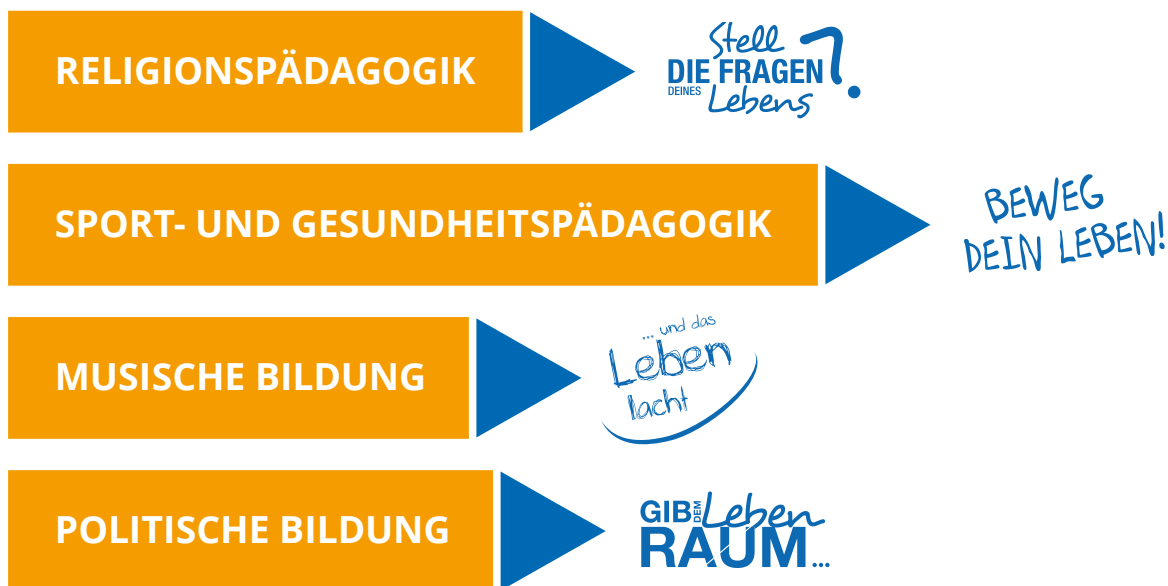 RELIGIONSPÄDAGOGIK
Stell
DIE FRAGEN ?
DEINES Lebens
SPORT- UND GESUNDHEITSPÄDAGOGIK
BEWEG
DEIN LEBEN!
MUSISCHE BILDUNG
... und das
Leben
lacht
POLITISCHE BILDUNG
GIB DEM Leben
RAUM...